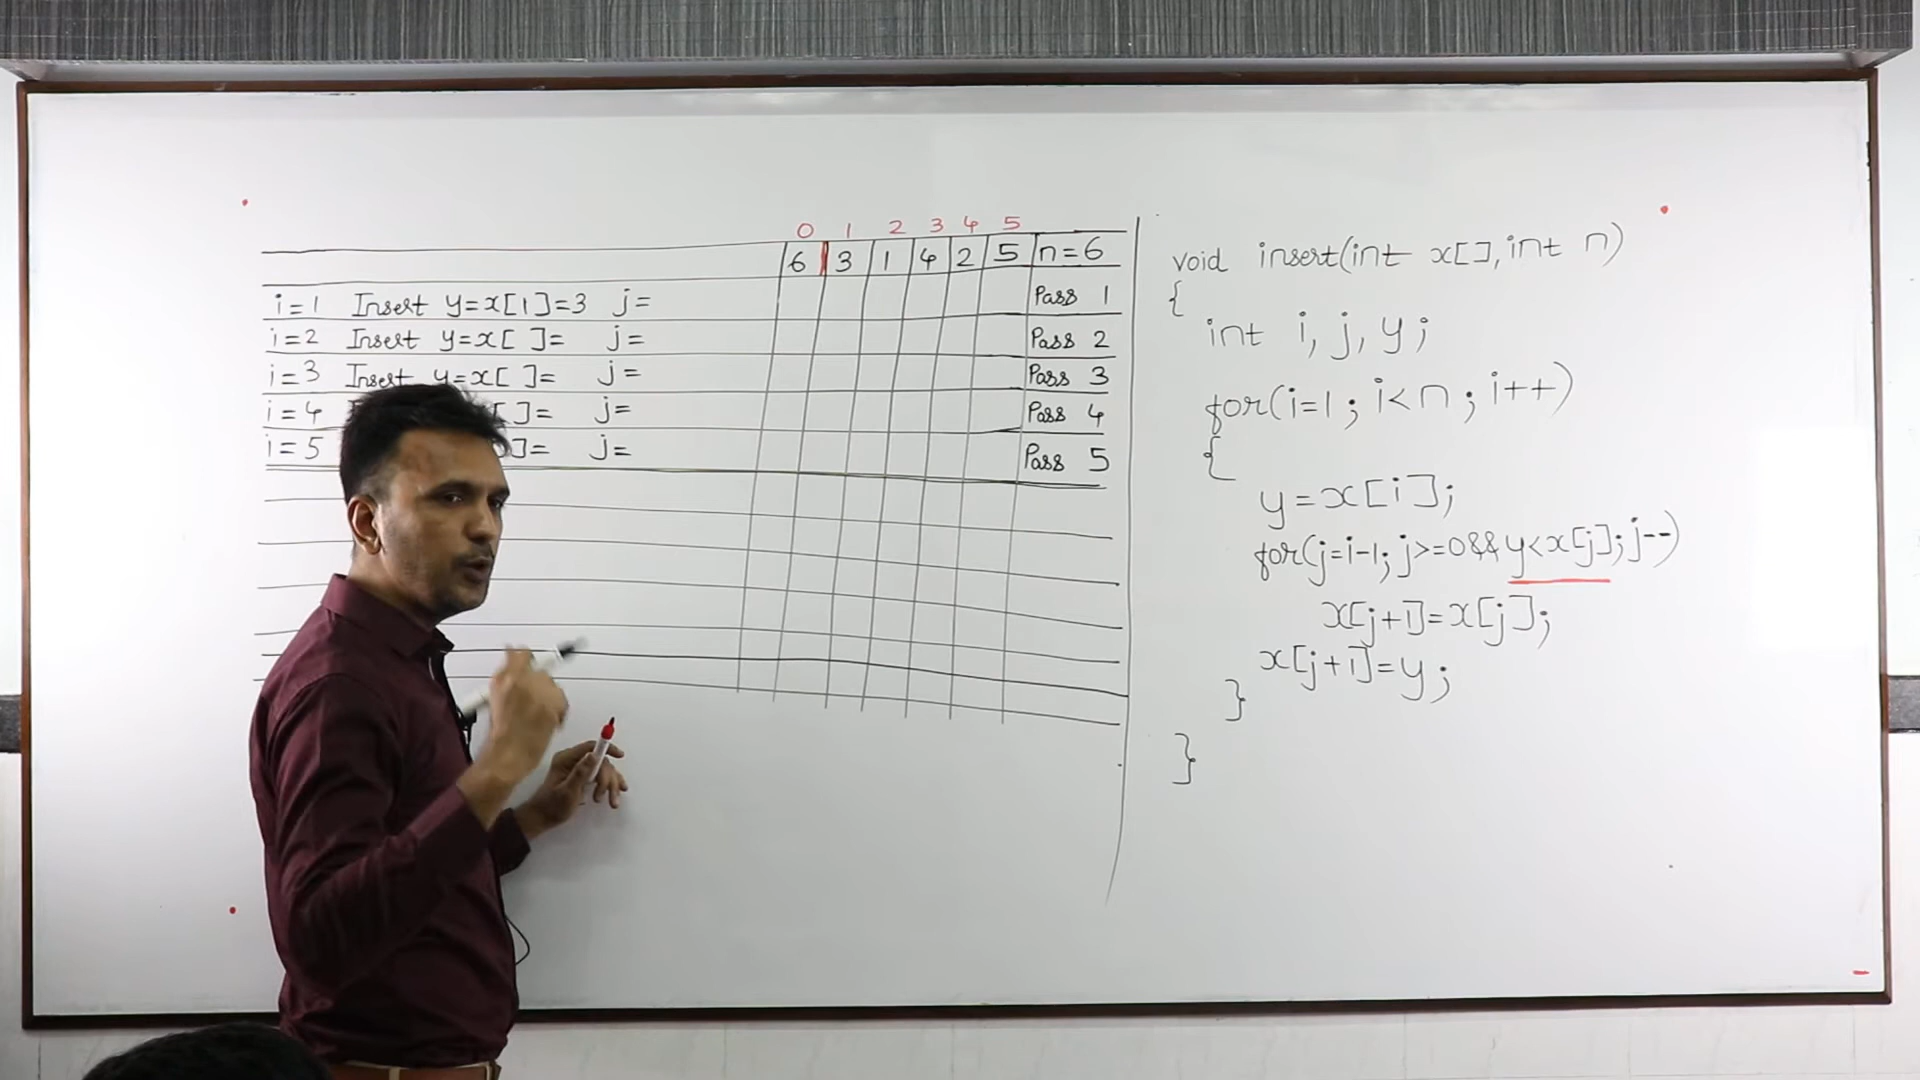 0 1 2 3 4 5
6 3 1 4 2 5 n=6
i=1 Insert y=x[1]=3 j= Pass 1
i=2 Insert y=x[ ]= j= Pass 2
i=3 Insert y=x[ ]= j= Pass 3
i=4 [ ]= j= Pass 4
i=5 ]= j= Pass 5
void insert(int x[], int n)
{
int i, j, y;
for(i=1; i<n; i++)
{
y=x[i];
for(j=i-1; j>=0&&y<x[j]; j--)
x[j+1]=x[j];
x[j+1]=y;
}
}